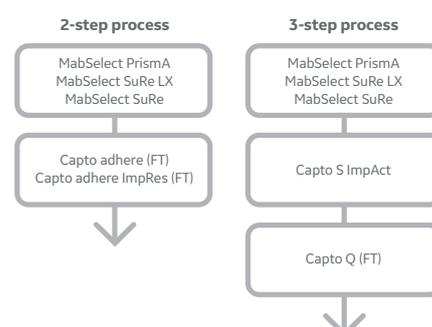 2-step process
MabSelect PrismA
MabSelect SuRe LX
MabSelect SuRe
Capto adhere (FT)
Capto adhere ImpRes (FT)
3-step process
MabSelect PrismA
MabSelect SuRe LX
MabSelect SuRe
Capto S ImpAct
Capto Q (FT)